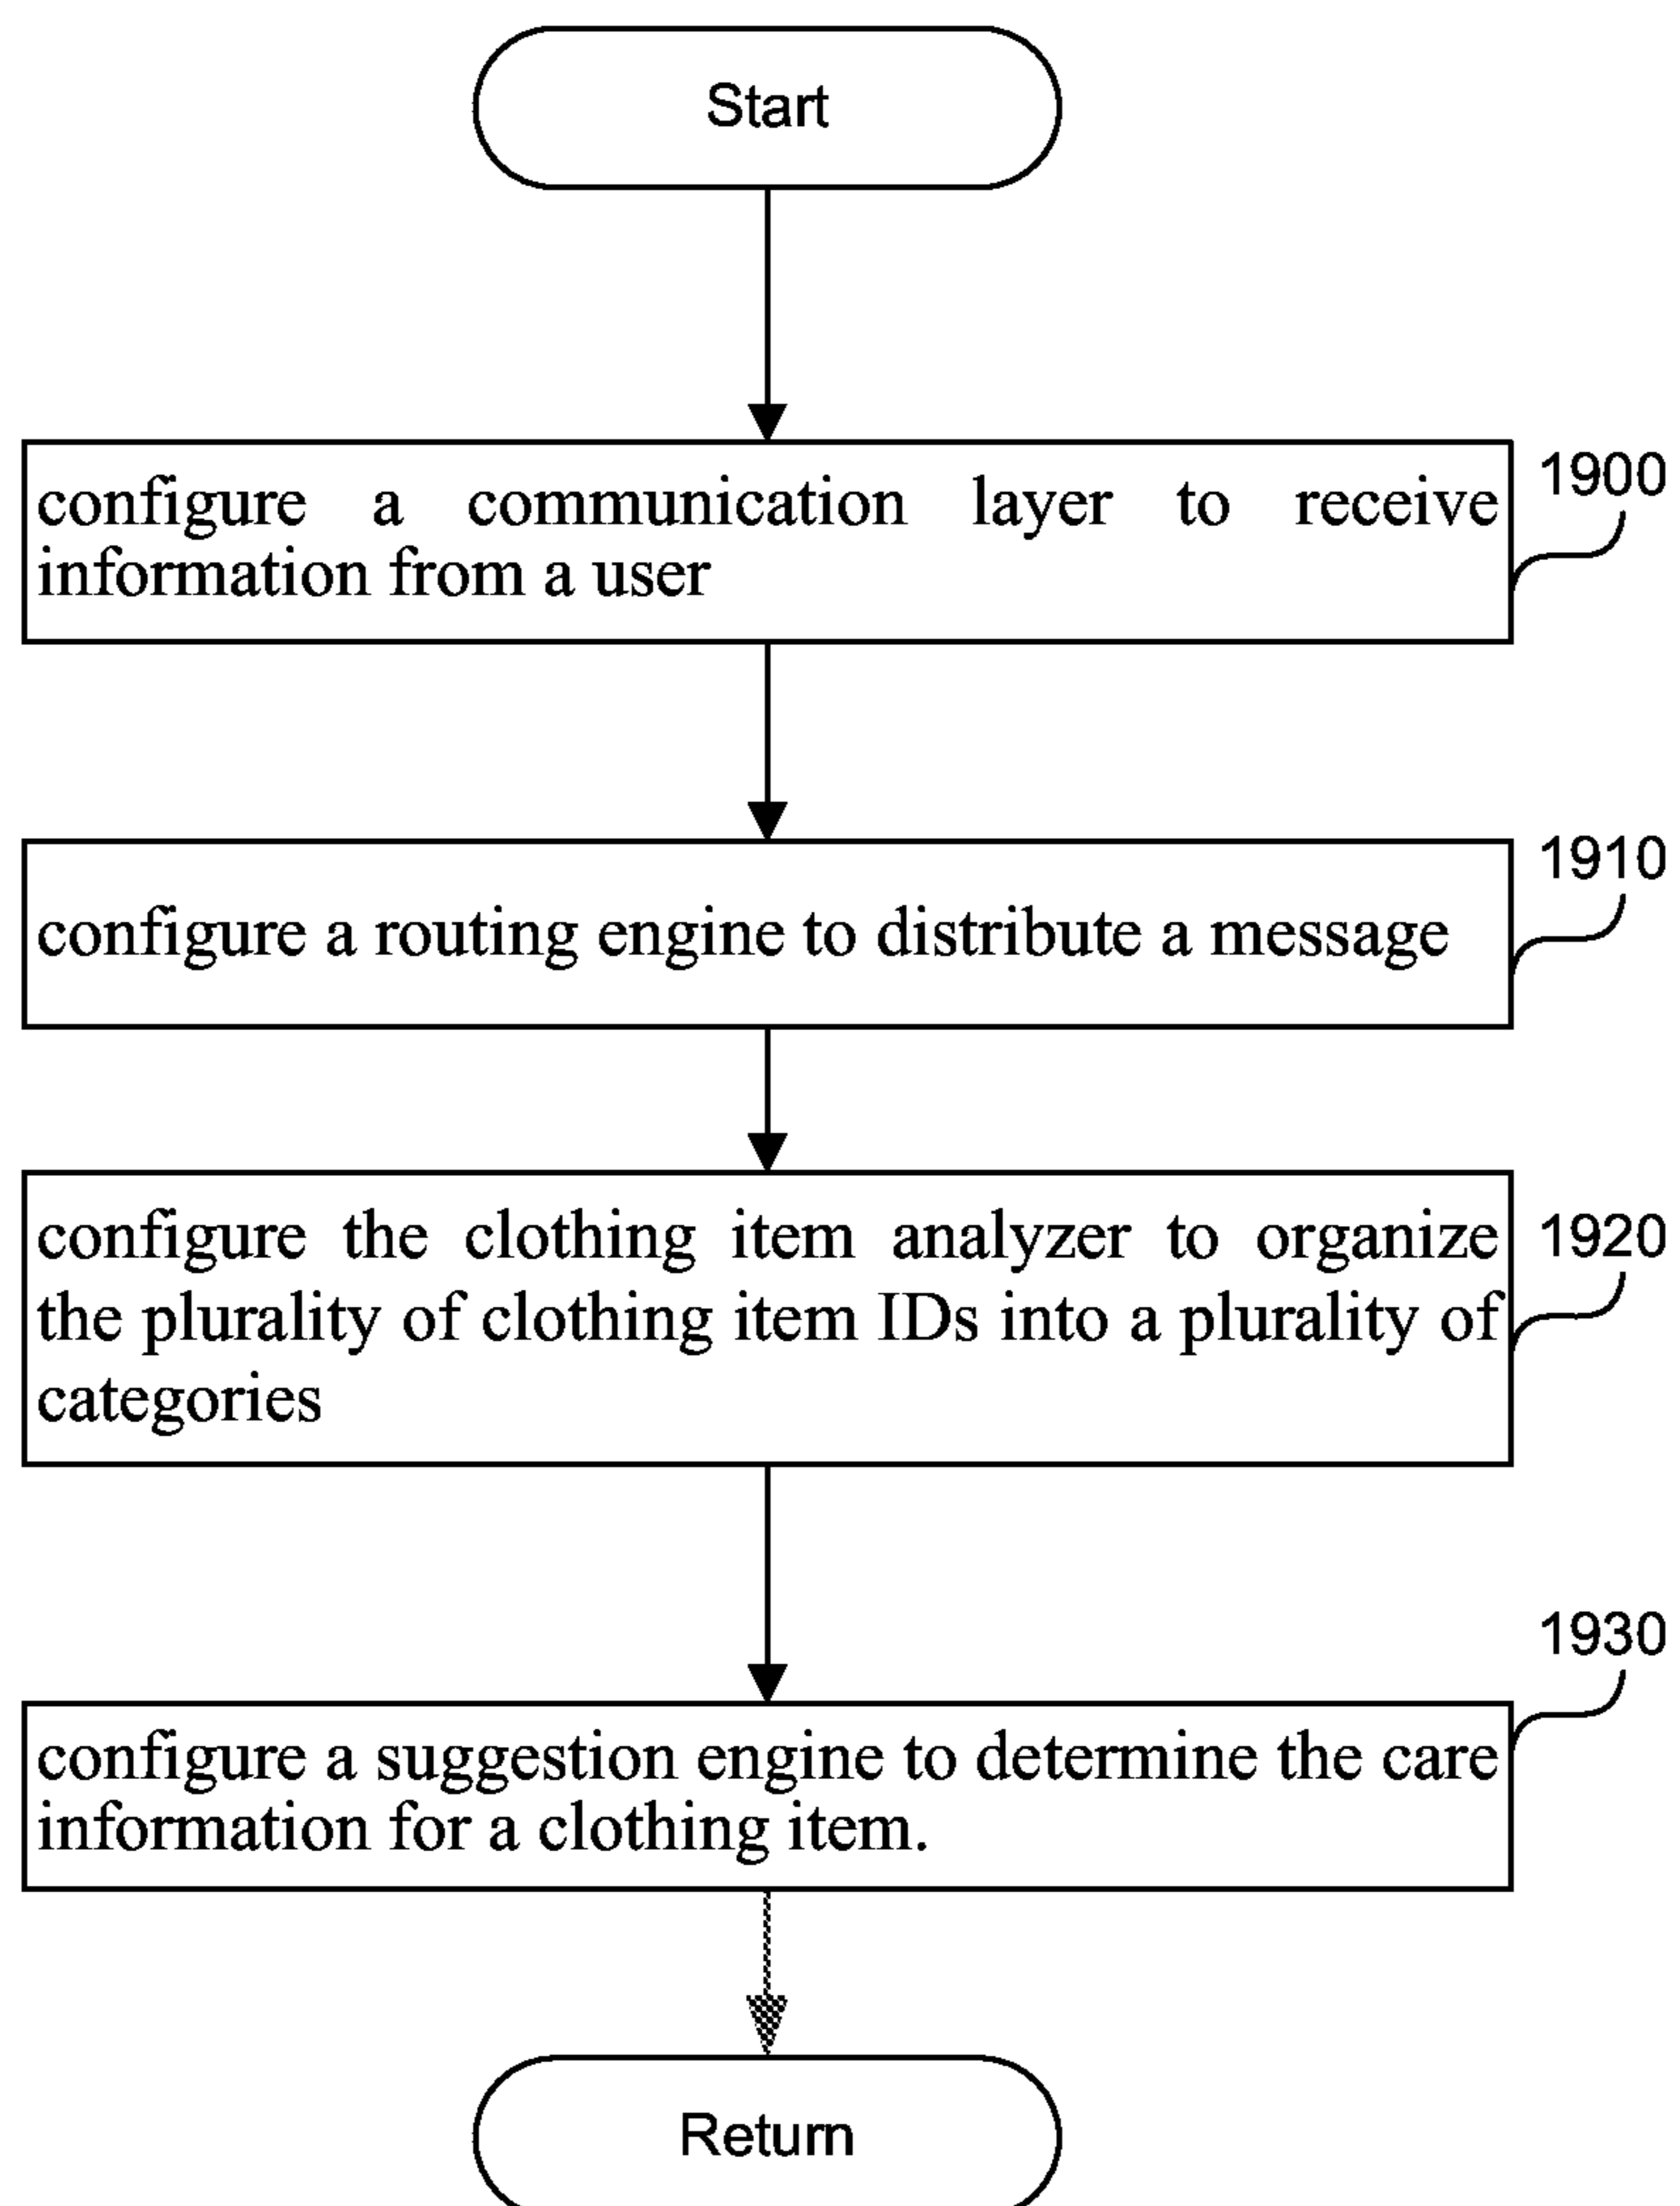 Start
configure a communication layer to receive
information from a user
1900
configure a routing engine to distribute a message
1910
configure the clothing item analyzer to organize
the plurality of clothing item IDs into a plurality of
categories
1920
configure a suggestion engine to determine the care
information for a clothing item.
1930
Return